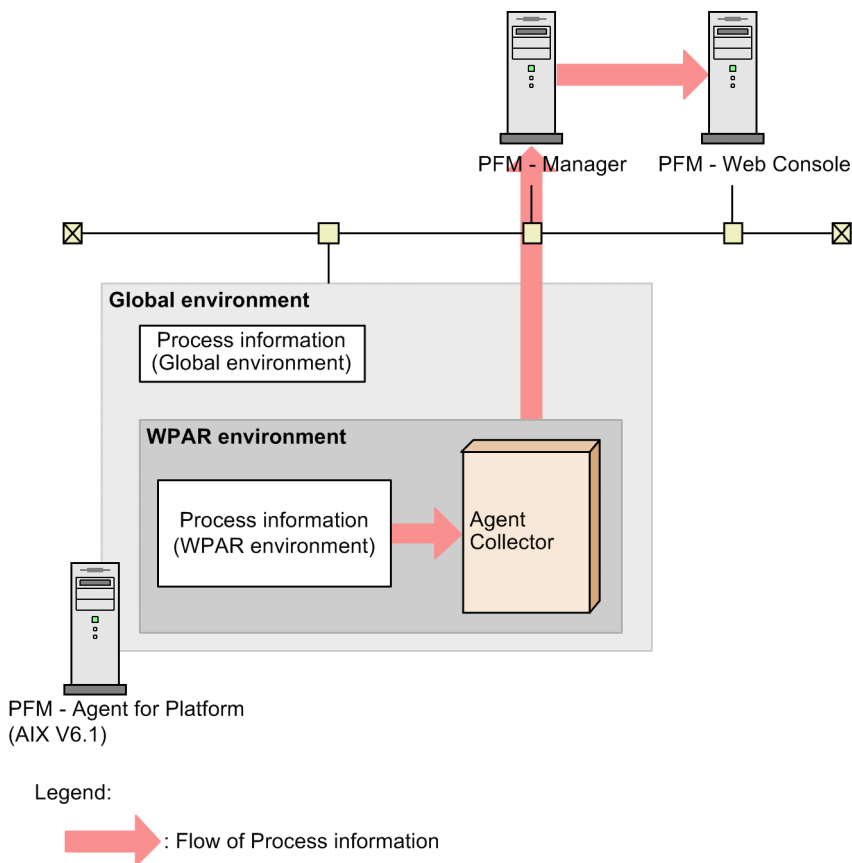 PFM - Manager
PFM - Web Console
Global environment
Process information
(Global environment)
WPAR environment
Process information
(WPAR environment)
Agent
Collector
PFM - Agent for Platform
(AIX V6.1)
Legend:
: Flow of Process information